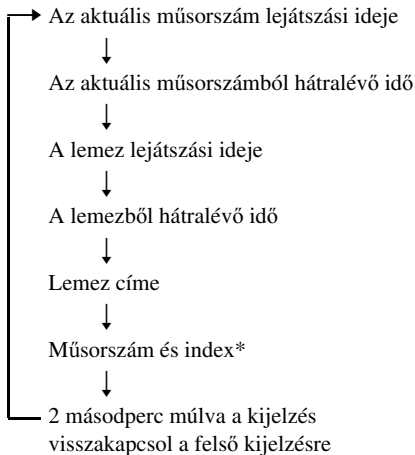 Az aktuális műsorszám lejátszási ideje
Az aktuális műsorszámból hátralévő idő
A lemez lejátszási ideje
A lemezből hátralévő idő
Lemez címe
Műsorszám és index*
2 másodperc múlva a kijelzés
visszakapcsol a felső kijelzésre